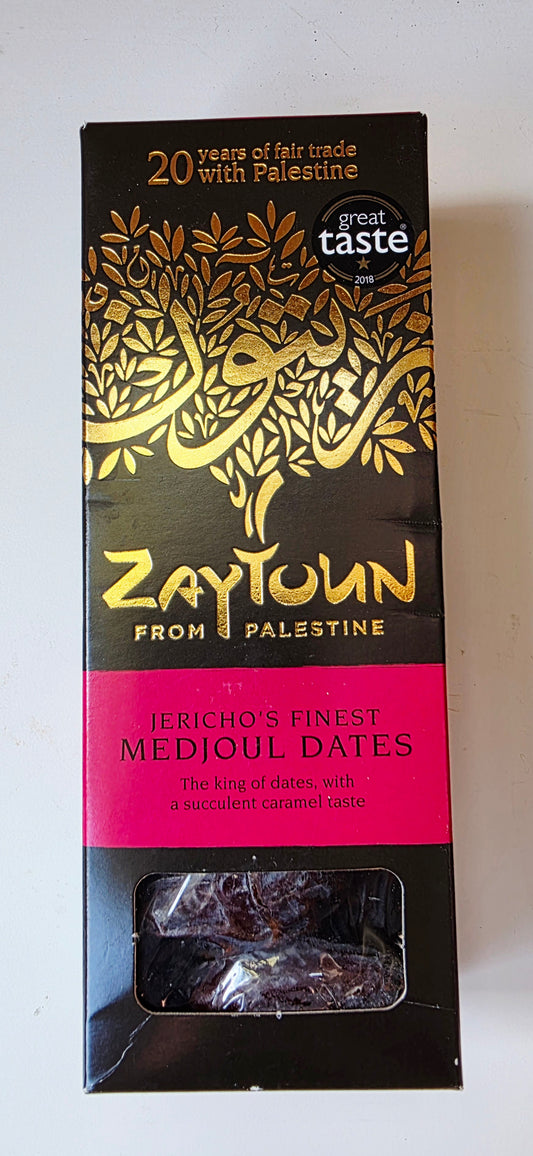 20 years of fair trade
with Palestine
great
taste®
2018
زيتون
ZAYTOUN
FROM PALESTINE
JERICHO'S FINEST
MEDJOUL DATES
The king of dates, with
a succulent caramel taste